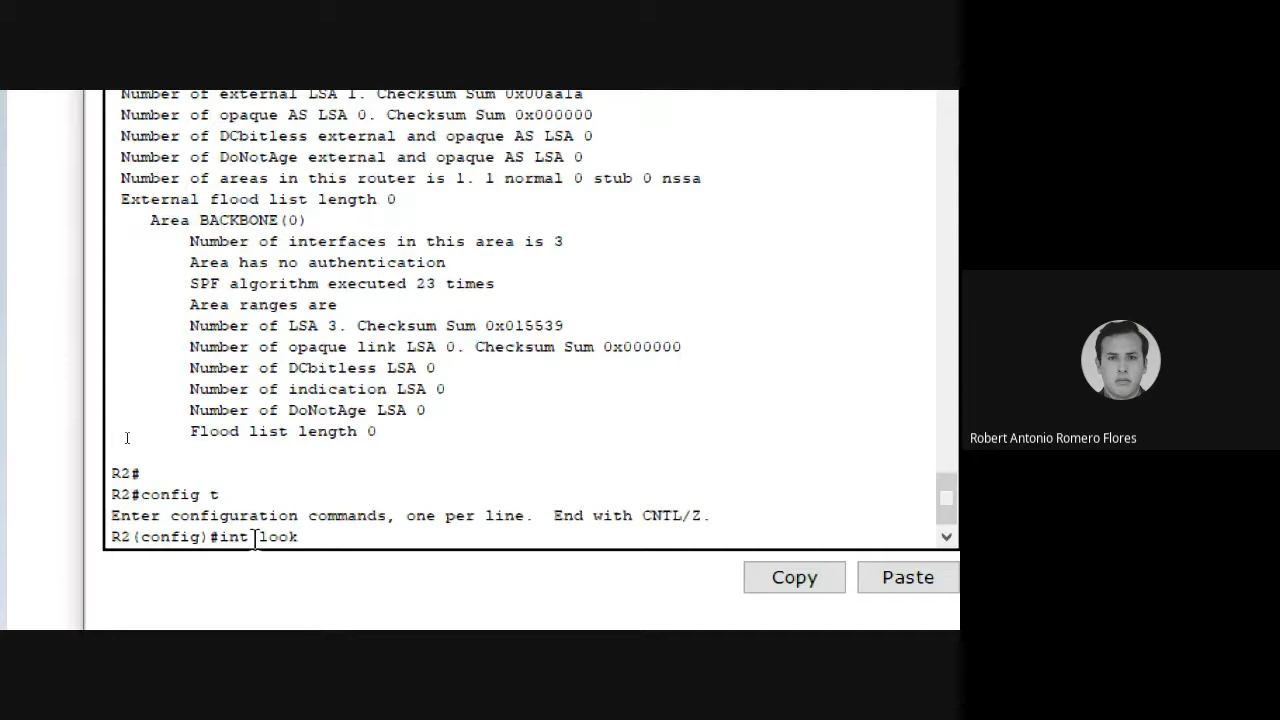 Number of external LSA 1. Checksum Sum 0x00aa1a
Number of opaque AS LSA 0. Checksum Sum 0x000000
Number of DCbitless external and opaque AS LSA 0
Number of DoNotAge external and opaque AS LSA 0
Number of areas in this router is 1. 1 normal 0 stub 0 nssa
External flood list length 0
Area BACKBONE(0)
Number of interfaces in this area is 3
Area has no authentication
SPF algorithm executed 23 times
Area ranges are
Number of LSA 3. Checksum Sum 0x015539
Number of opaque link LSA 0. Checksum Sum 0x000000
Number of DCbitless LSA 0
Number of indication LSA 0
Number of DoNotAge LSA 0
Flood list length 0
R2#
R2#config t
Enter configuration commands, one per line. End with CNTL/Z.
R2(config)#int look
Copy Paste
Robert Antonio Romero Flores